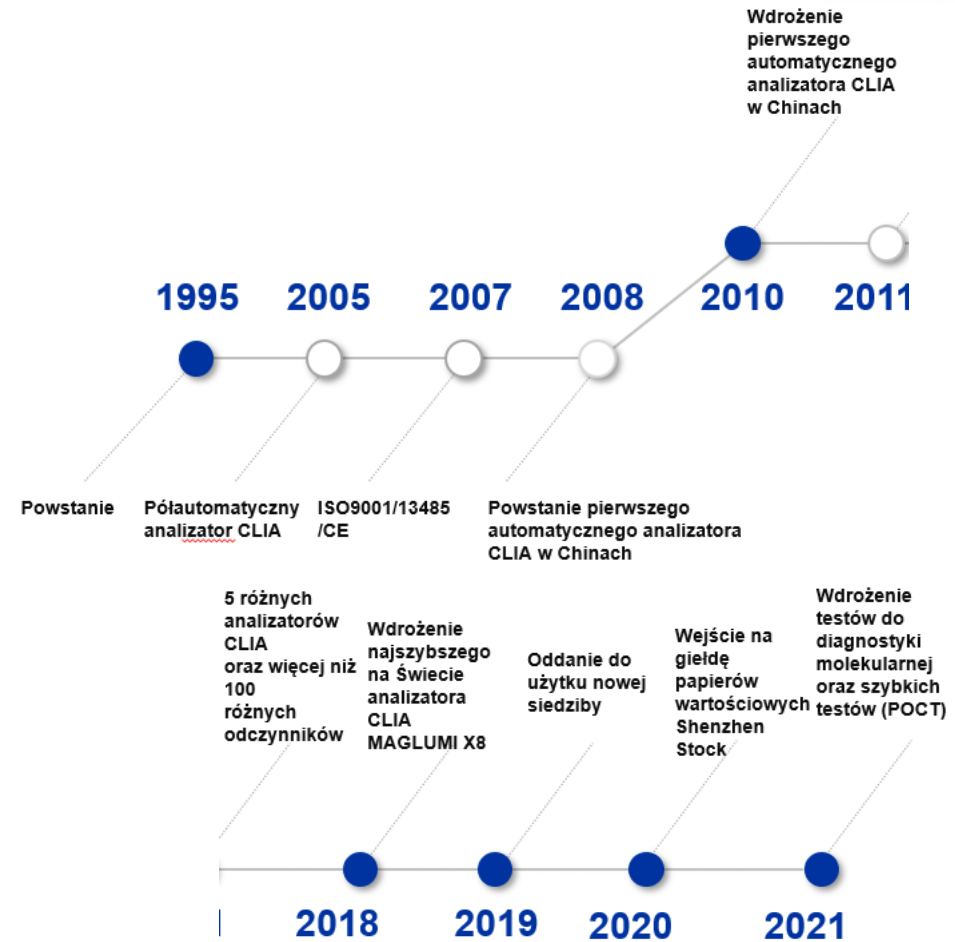 Wdrożenie
pierwszego
automatycznego
analizatora CLIA
w Chinach
1995
2005
2007
2008
2010
2011
Powstanie
Półautomatyczny
analizator CLIA
ISO9001/13485
/CE
Powstanie pierwszego
automatycznego analizatora
CLIA w Chinach
5 różnych
analizatorów
CLIA
oraz więcej niż
100
różnych
odczynników
Wdrożenie
najszybszego
na Świecie
analizatora
CLIA
MAGLUMI X8
Oddanie do
użytku nowej
siedziby
Wejście na
giełdę
papierów
wartościowych
Shenzhen
Stock
Wdrożenie
testów do
diagnostyki
molekularnej
oraz szybkich
testów (POCT)
2018
2019
2020
2021